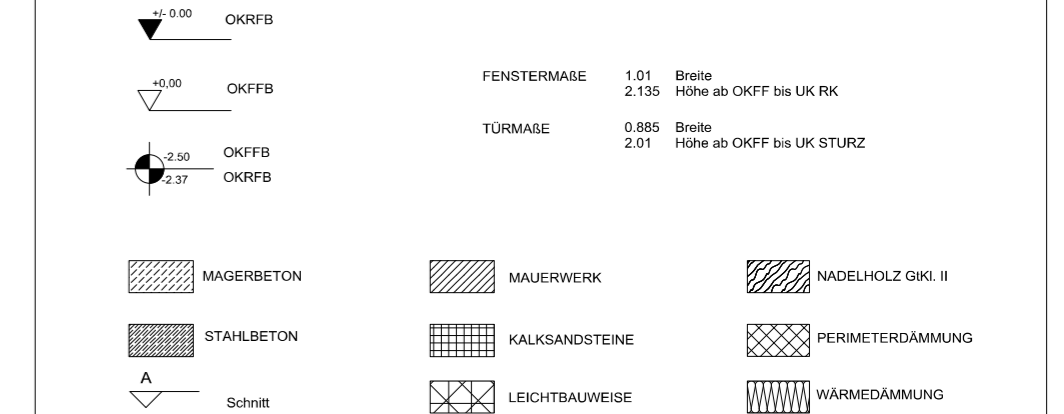 +/- 0.00 OKRFB
+0,00 OKFFB
-2.50 OKFFB
-2.37 OKRFB
FENSTERMAßE 1.01 Breite
2.135 Höhe ab OKFF bis UK RK
TÜRMAßE 0.885 Breite
2.01 Höhe ab OKFF bis UK STURZ
MAGERBETON
MAUERWERK
NADELHOLZ GtKl. II
STAHLBETON
KALKSANDSTEINE
PERIMETERDÄMMUNG
A
Schnitt
LEICHTBAUWEISE
WÄRMEDÄMMUNG